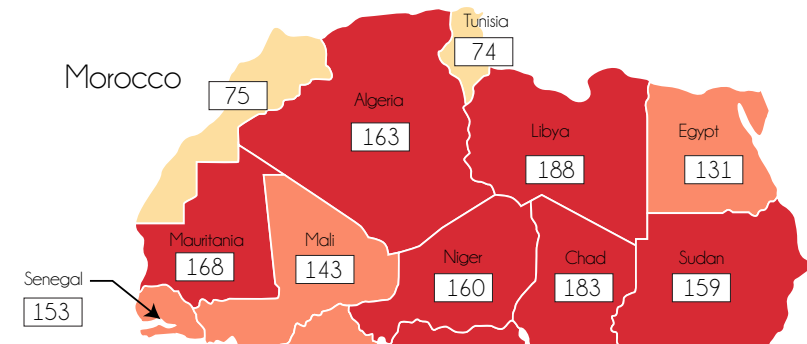 Tunisia
74
Morocco
75
Algeria
163
Libya
188
Egypt
131
Mauritania
168
Mali
143
Niger
160
Chad
183
Sudan
159
Senegal
153